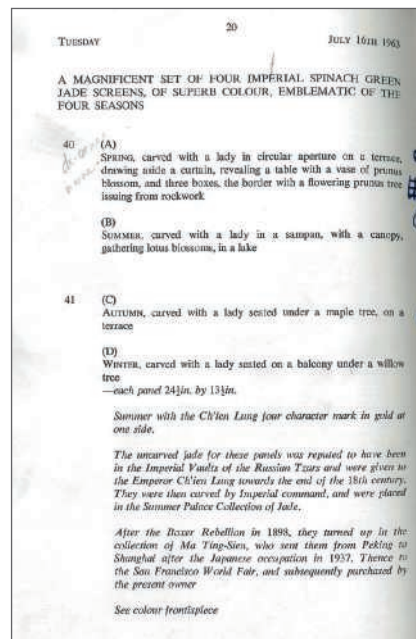 20
TUESDAY JULY 16TH 1963
A MAGNIFICENT SET OF FOUR IMPERIAL SPINACH GREEN
JADE SCREENS, OF SUPERB COLOUR, EMBLEMATIC OF THE
FOUR SEASONS
40 (A)
SPRING, carved with a lady in circular aperture on a terrace,
drawing aside a curtain, revealing a table with a vase of prunus
blossom, and three boxes, the border with a flowering prunus tree
issuing from rockwork
(B)
SUMMER, carved with a lady in a sampan, with a canopy,
gathering lotus blossoms, in a lake
41 (C)
AUTUMN, carved with a lady seated under a maple tree, on a
terrace
(D)
WINTER, carved with a lady seated on a balcony under a willow
tree
—each panel 24½in. by 13½in.
Summer with the Ch'ien Lung four character mark in gold at
one side.
The uncarved jade for these panels was reputed to have been
in the Imperial Vaults of the Russian Tzars and were given to
the Emperor Ch'ien Lung towards the end of the 18th century.
They were then carved by Imperial command, and were placed
in the Summer Palace Collection of Jade.
After the Boxer Rebellion in 1898, they turned up in the
collection of Ma Ting-Sien, who sent them from Peking to
Shanghai after the Japanese occupation in 1937. Thence to
the San Francisco World Fair, and subsequently purchased by
the present owner
See colour frontispiece